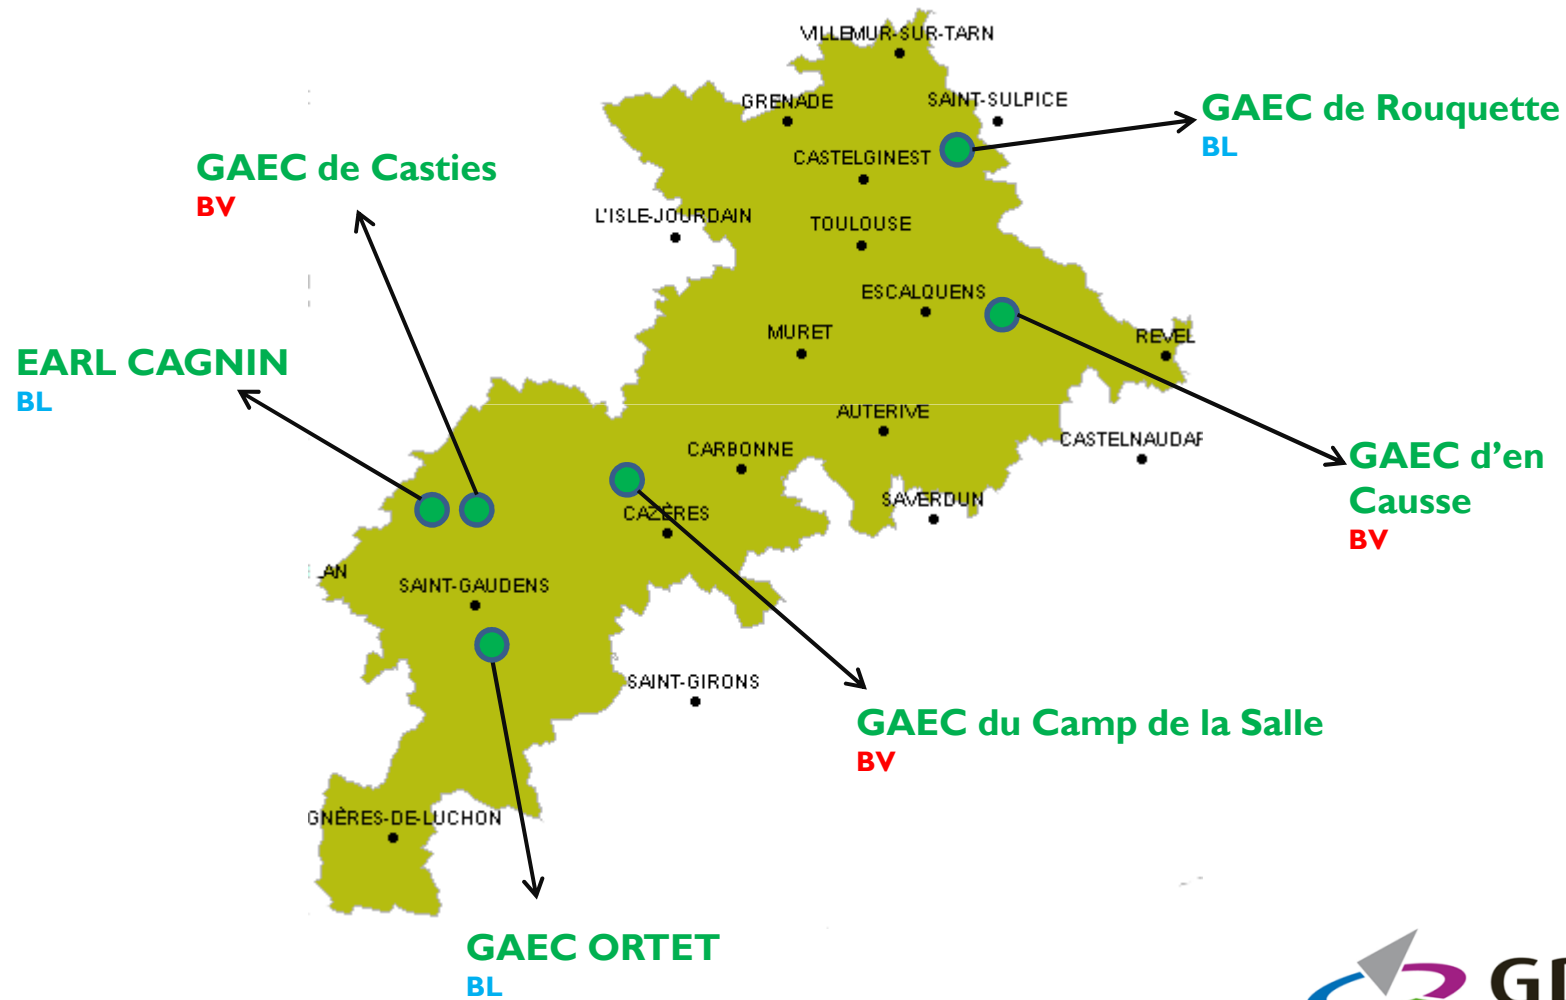 VILLEMUR-SUR-TARN
GRENADE
SAINT-SULPICE
GAEC de Rouquette
BL
CASTELGINEST
GAEC de Casties
BV
L'ISLE-JOURDAIN
TOULOUSE
ESCALQUENS
MURET
REVEL
EARL CAGNIN
BL
AUTERIVE
CARBONNE
CASTELNAUDAR
GAEC d'en
Causse
BV
SAVERDUN
CAZÈRES
LAN
SAINT-GAUDENS
SAINT-GIRONS
GAEC du Camp de la Salle
BV
GNÈRES-DE-LUCHON
GAEC ORTET
BL